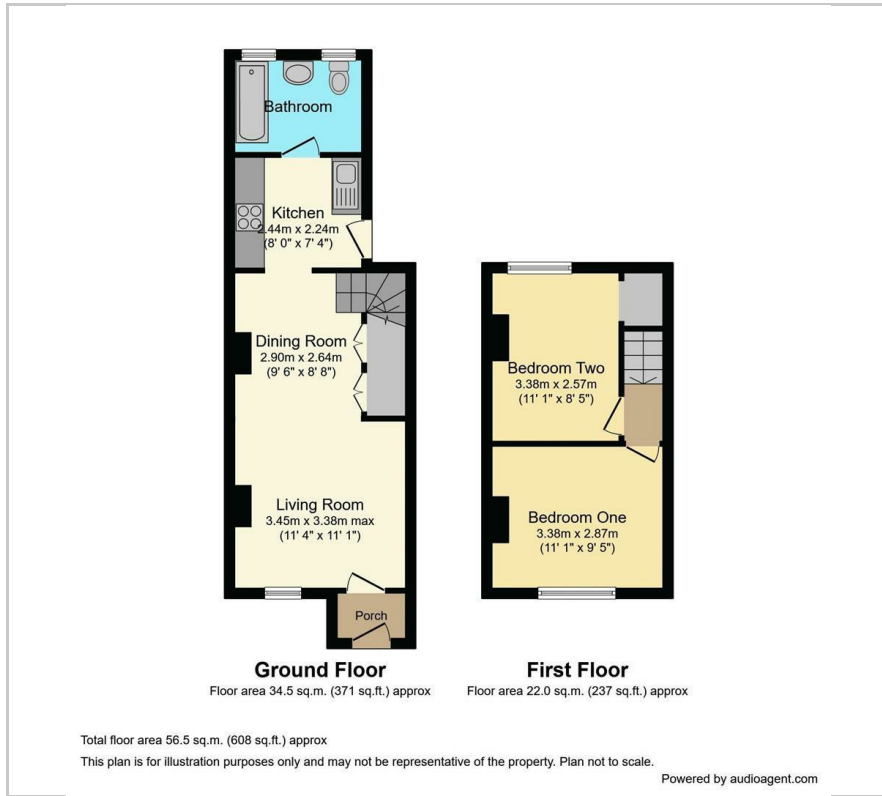 Bathroom
Kitchen
2.44m x 2.24m
(8' 0" x 7' 4")
Dining Room
2.90m x 2.64m
(9' 6" x 8' 8")
Living Room
3.45m x 3.38m max
(11' 4" x 11' 1")
Porch
Ground Floor
Floor area 34.5 sq.m. (371 sq.ft.) approx
Bedroom Two
3.38m x 2.57m
(11' 1" x 8' 5")
Bedroom One
3.38m x 2.87m
(11' 1" x 9' 5")
First Floor
Floor area 22.0 sq.m. (237 sq.ft.) approx
Total floor area 56.5 sq.m. (608 sq.ft.) approx
This plan is for illustration purposes only and may not be representative of the property. Plan not to scale.
Powered by audioagent.com